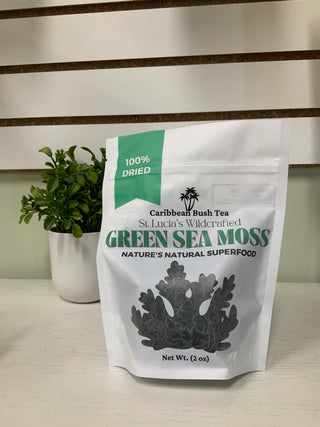 100%
DRIED
Caribbean Bush Tea
St. Lucia's Wildcrafted
GREEN SEA MOSS
NATURE'S NATURAL SUPERFOOD
Net Wt. (2 oz)